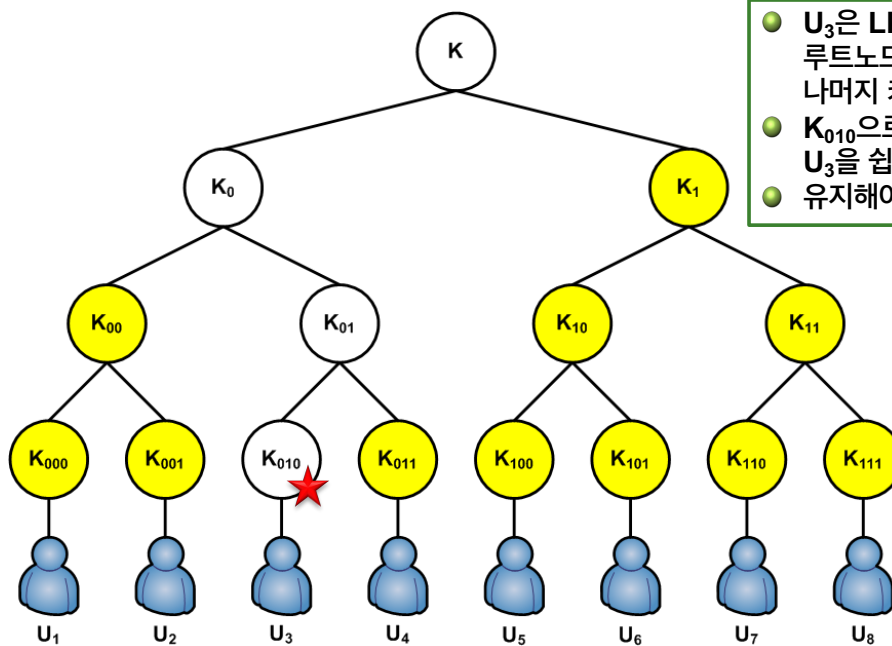 U₃은
루트노드
나머지
K₀₁₀으로
U₃을 쉽
유지해야
K
K₀
K₁
K₀₀
K₀₁
K₁₀
K₁₁
K₀₀₀
K₀₀₁
K₀₁₀
K₀₁₁
K₁₀₀
K₁₀₁
K₁₁₀
K₁₁₁
U₁
U₂
U₃
U₄
U₅
U₆
U₇
U₈